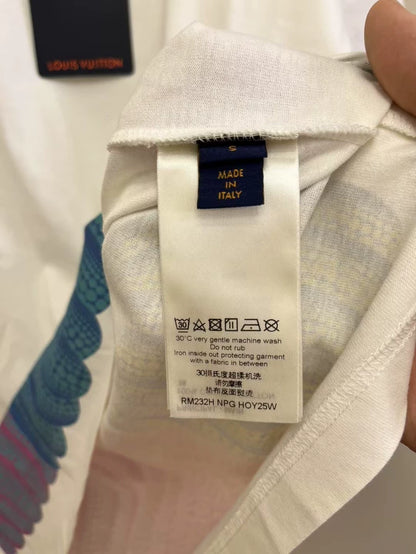 LOUIS VUITTON
S
MADE
IN
ITALY
30
30°C very gentle machine wash
Do not rub
Iron inside out protecting garment
with a fabric in between
30摄氏度超揉机洗
请勿摩擦
垫布反面熨烫
RM232H NPG HOY25W